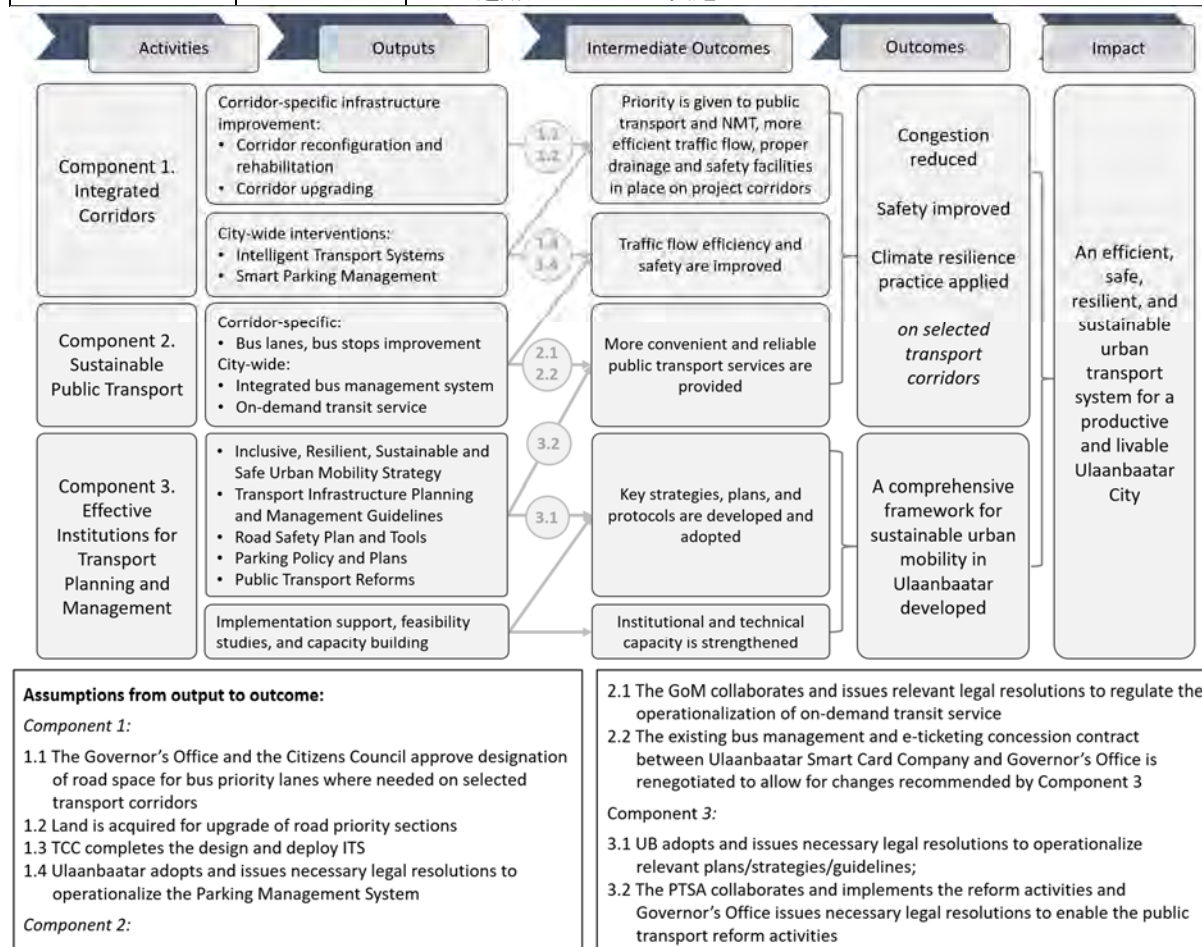 Activities
Outputs
Intermediate Outcomes
Outcomes
Impact
Component 1.
Integrated
Corridors
Corridor-specific infrastructure
improvement:
• Corridor reconfiguration and
rehabilitation
• Corridor upgrading
City-wide interventions:
• Intelligent Transport Systems
• Smart Parking Management
1.2
3.4
Priority is given to public
transport and NMT, more
efficient traffic flow, proper
drainage and safety facilities
in place on project corridors
Traffic flow efficiency and
safety are improved
Congestion
reduced
Safety improved
Climate resilience
practice applied
on selected
transport
corridors
An efficient,
safe,
resilient, and
sustainable
urban
transport
system for a
productive
and livable
Ulaanbaatar
City
Component 2.
Sustainable
Public Transport
Corridor-specific:
• Bus lanes, bus stops improvement
City-wide:
• Integrated bus management system
• On-demand transit service
2.1
2.2
More convenient and reliable
public transport services are
provided
Component 3.
Effective
Institutions for
Transport
Planning and
Management
• Inclusive, Resilient, Sustainable and
Safe Urban Mobility Strategy
• Transport Infrastructure Planning
and Management Guidelines
• Road Safety Plan and Tools
• Parking Policy and Plans
• Public Transport Reforms
Implementation support, feasibility
studies, and capacity building
3.2
3.1
Key strategies, plans, and
protocols are developed and
adopted
Institutional and technical
capacity is strengthened
A comprehensive
framework for
sustainable urban
mobility in
Ulaanbaatar
developed
Assumptions from output to outcome:
Component 1:
1.1 The Governor's Office and the Citizens Council approve designation
of road space for bus priority lanes where needed on selected
transport corridors
1.2 Land is acquired for upgrade of road priority sections
1.3 TCC completes the design and deploy ITS
1.4 Ulaanbaatar adopts and issues necessary legal resolutions to
operationalize the Parking Management System
Component 2:
2.1 The GoM collaborates and issues relevant legal resolutions to regulate the
operationalization of on-demand transit service
2.2 The existing bus management and e-ticketing concession contract
between Ulaanbaatar Smart Card Company and Governor's Office is
renegotiated to allow for changes recommended by Component 3
Component 3:
3.1 UB adopts and issues necessary legal resolutions to operationalize
relevant plans/strategies/guidelines;
3.2 The PTSA collaborates and implements the reform activities and
Governor's Office issues necessary legal resolutions to enable the public
transport reform activities